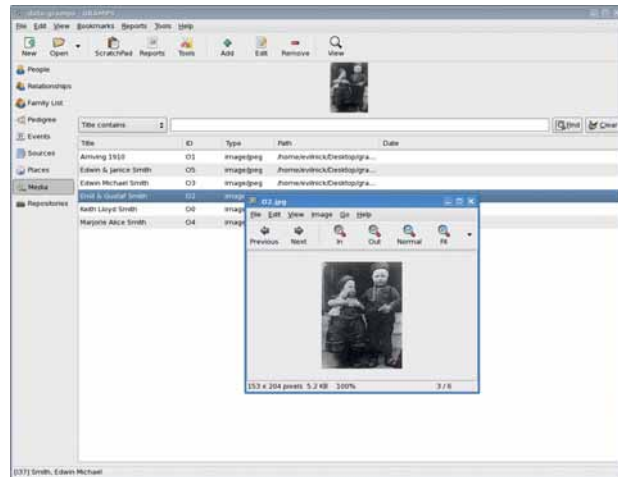 data.gramps - GRAMPS
File Edit View Bookmarks Reports Tools Help
New Open ScratchPad Reports Tools Add Edit Remove View
People
Relationships
Family List
Pedigree
Events
Sources
Places
Media
Repositories
Title contains Find Clear
Title ID Type Path Date
Arriving 1910 O1 image/jpeg /home/evilnick/Desktop/gra...
Edwin & Janice Smith O5 image/jpeg /home/evilnick/Desktop/gra...
Edwin Michael Smith O3 image/jpeg /home/evilnick/Desktop/gra...
Emil & Gustaf Smith O2 image
Keith Lloyd Smith O0 image
Marjorie Alice Smith O4 image
O2.jpg
File Edit View Image Go Help
Previous Next In Out Normal Fit
153 x 204 pixels 5.2 KB 100% 3 / 6
[O37] Smith, Edwin Michael